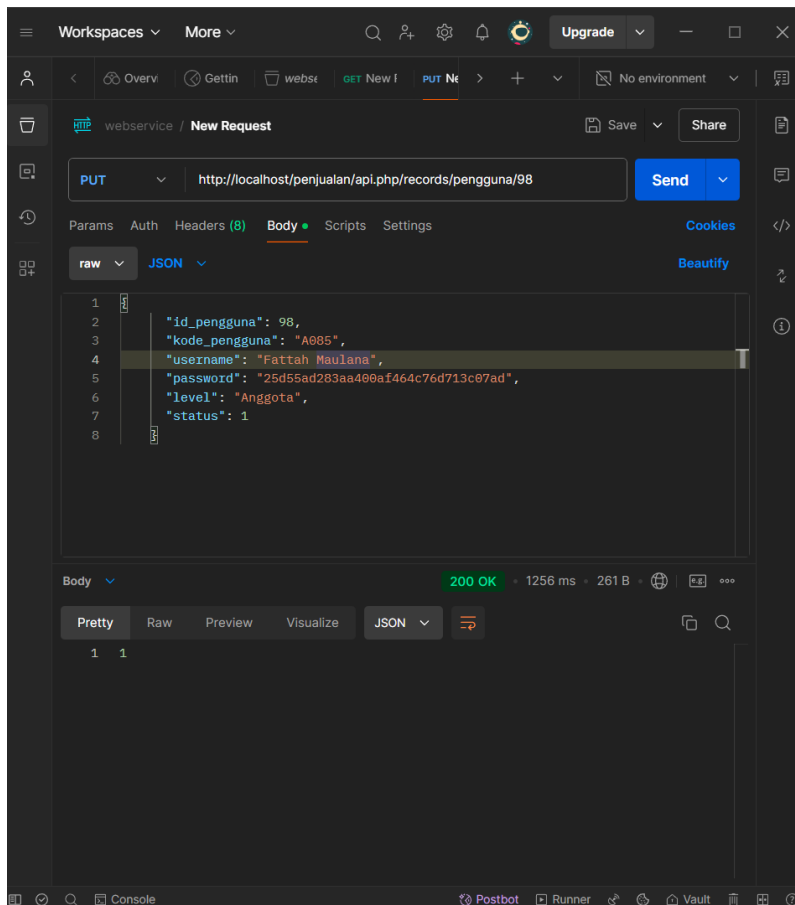 Workspaces More Upgrade
Overvi Gettin webse GET New PUT Ne No environment
HTTP webservice / New Request Save Share
PUT http://localhost/penjualan/api.php/records/pengguna/98 Send
Params Auth Headers (8) Body Scripts Settings Cookies
raw JSON Beautify
1 {
2 "id_pengguna": 98,
3 "kode_pengguna": "A085",
4 "username": "Fattah Maulana",
5 "password": "25d55ad283aa400af464c76d713c07ad",
6 "level": "Anggota",
7 "status": 1
8 }
Body 200 OK 1256 ms 261 B e.g.
Pretty Raw Preview Visualize JSON
1 1
Console Postbot Runner Vault